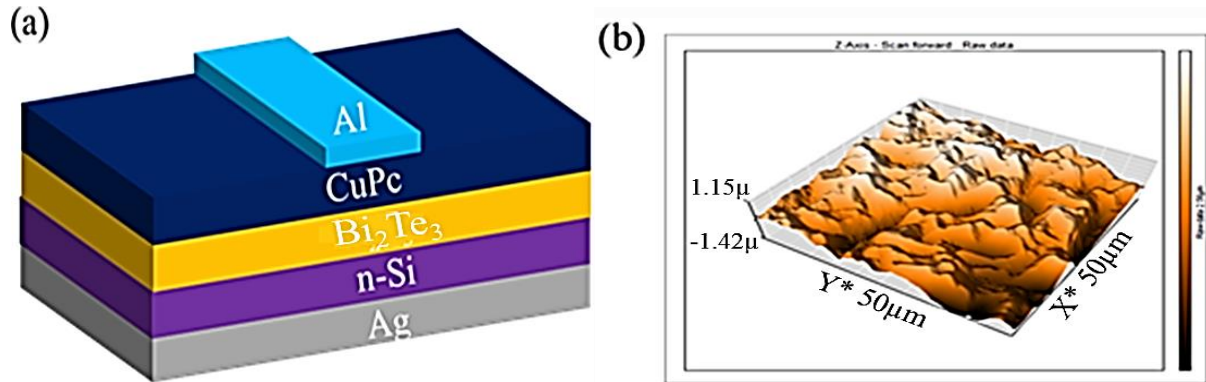 (a)
Al
CuPc
Bi₂Te₃
n-Si
Ag
(b)
Z-Axis - Scan forward Raw data
1.15μ
-1.42μ
Y* 50μm
X* 50μm